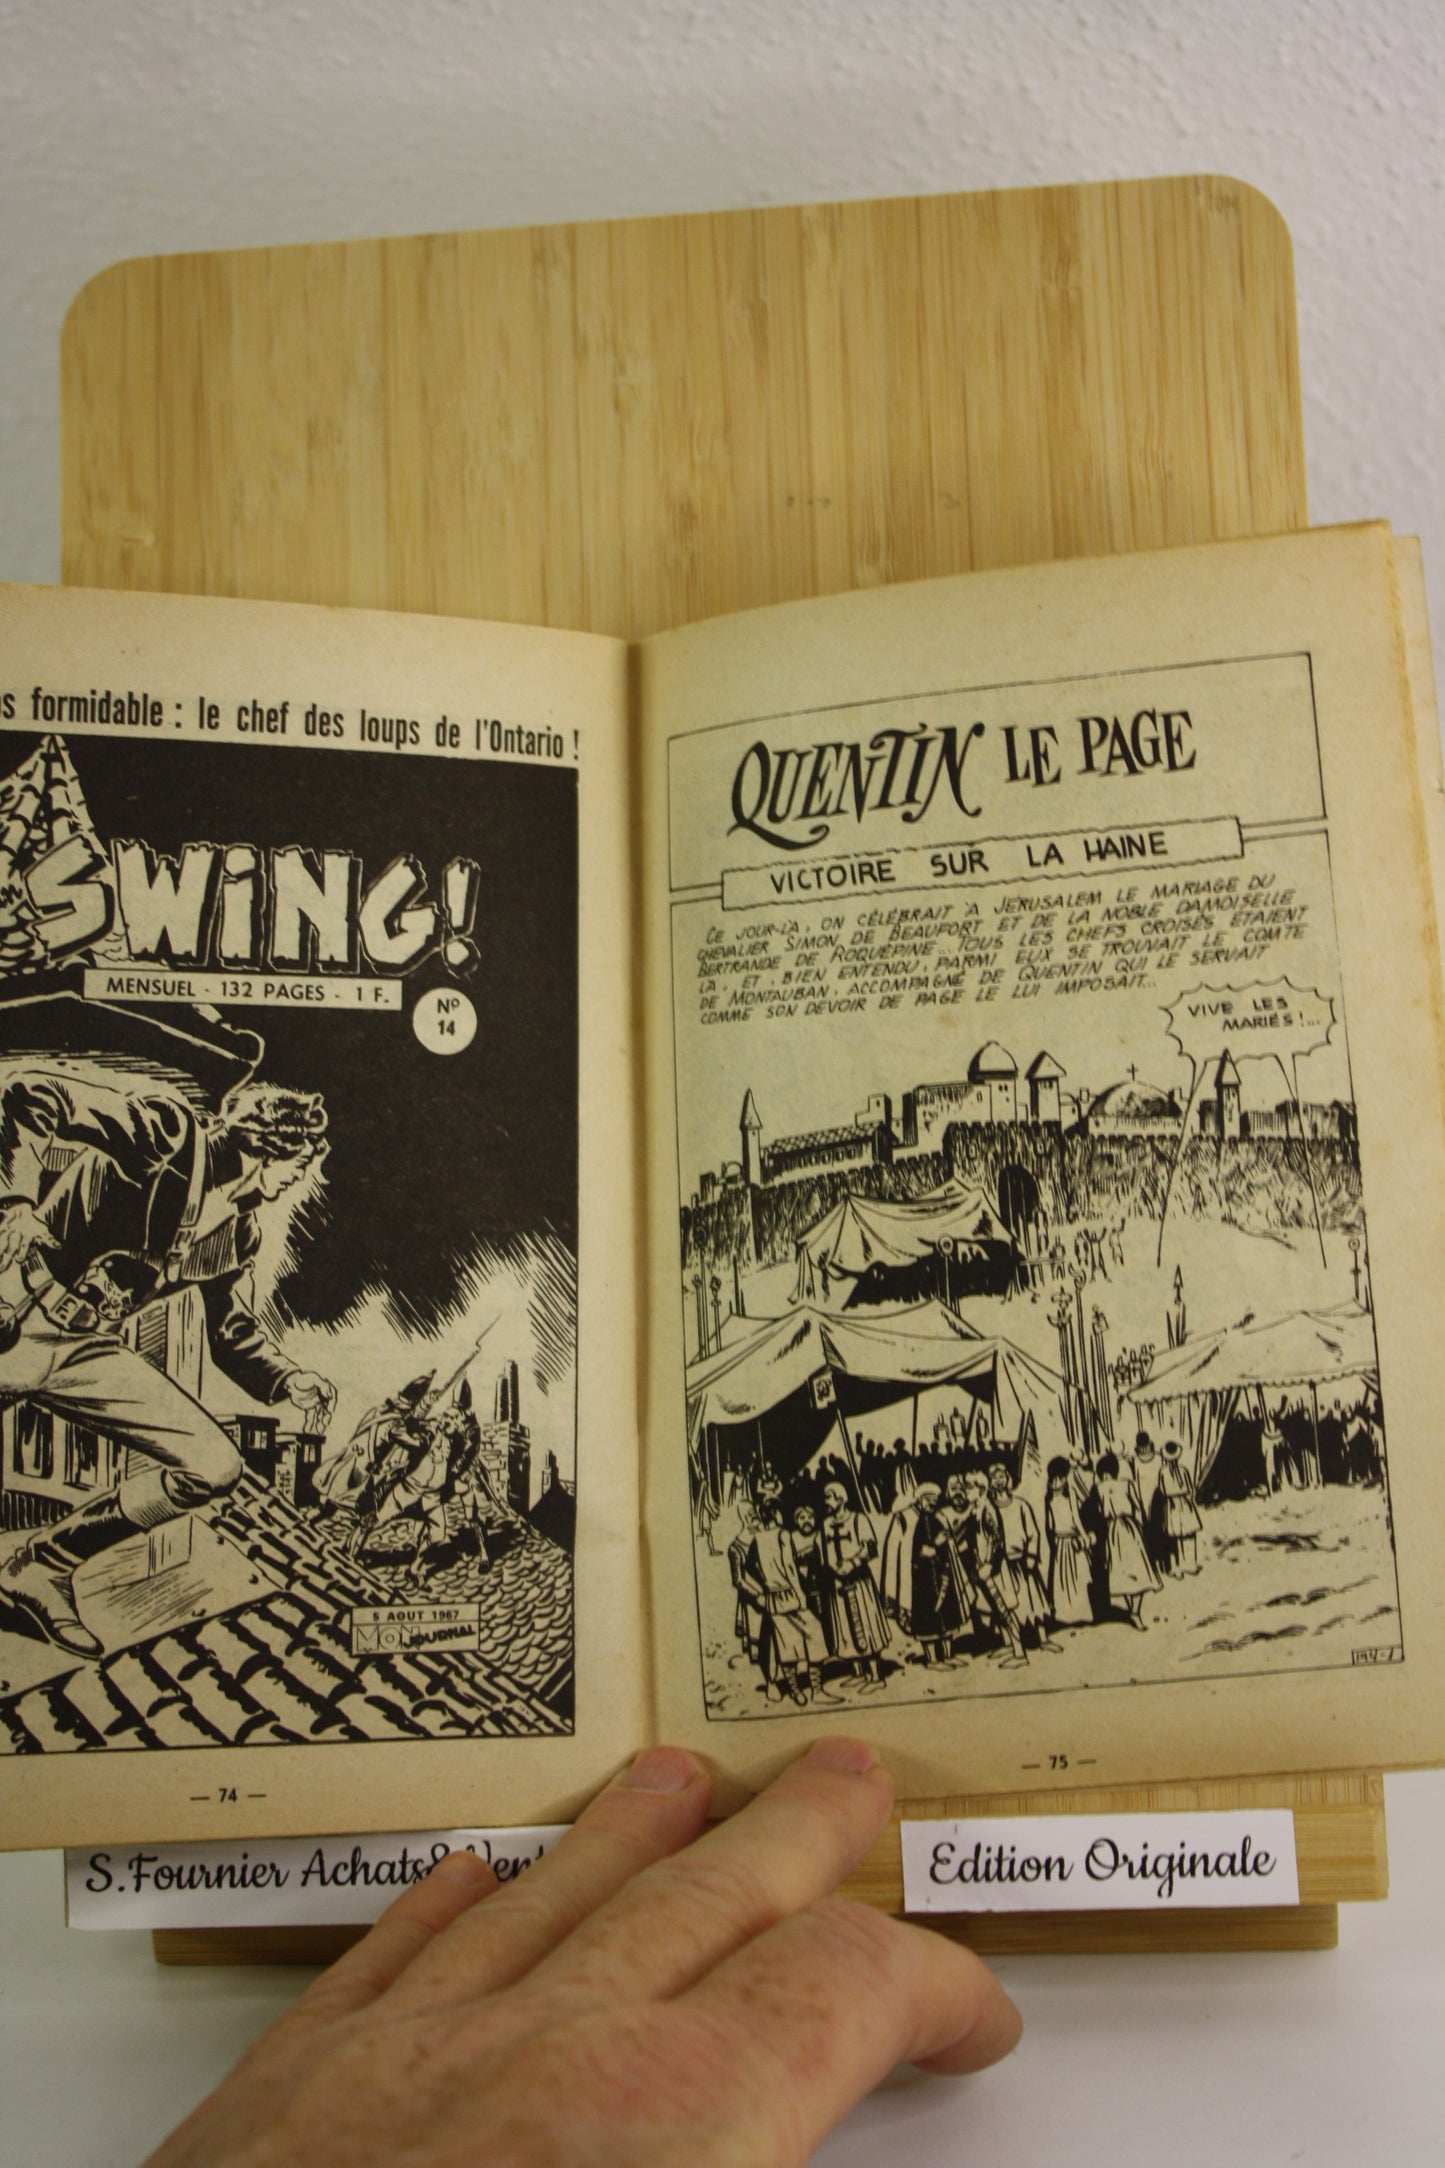 formidable : le chef des loups de l'Ontario !
SWING!
MENSUEL - 132 PAGES - 1 F.
N°
14
5 AOUT 1967
MON JOURNAL
— 74 —
QUENTIN LE PAGE
VICTOIRE SUR LA HAINE
CE JOUR-LÀ, ON CÉLÉBRAIT À JÉRUSALEM LE MARIAGE DU
CHEVALIER SIMON DE BEAUFORT ET DE LA NOBLE DAMOISELLE
BERTRANDE DE ROQUÉPINE... TOUS LES CHEFS CROISÉS ÉTAIENT
LÀ, ET, BIEN ENTENDU, PARMI EUX SE TROUVAIT LE COMTE
DE MONTAUBAN, ACCOMPAGNÉ DE QUENTIN QUI LE SERVAIT
COMME SON DEVOIR DE PAGE LE LUI IMPOSAIT...
VIVE LES
MARIÉS !...
194-1
— 75 —
S.Fournier Achats&
Edition Originale